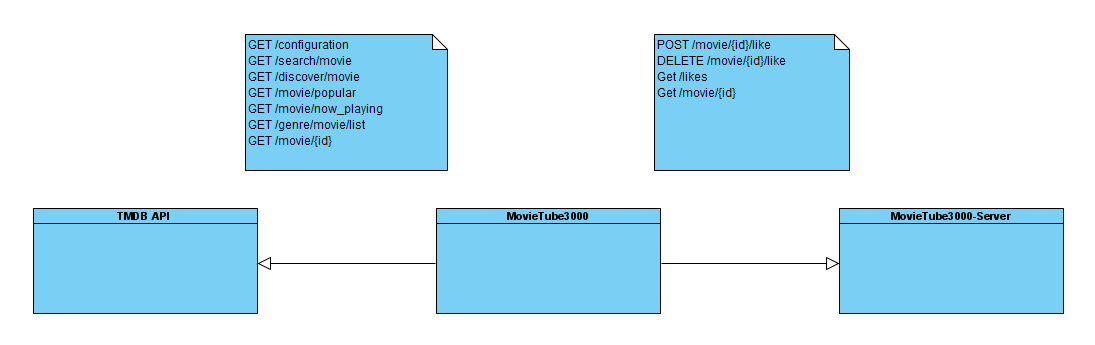 GET /configuration
GET /search/movie
GET /discover/movie
GET /movie/popular
GET /movie/now_playing
GET /genre/movie/list
GET /movie/{id}
POST /movie/{id}/like
DELETE /movie/{id}/like
Get /likes
Get /movie/{id}
TMDB API
MovieTube3000
MovieTube3000-Server